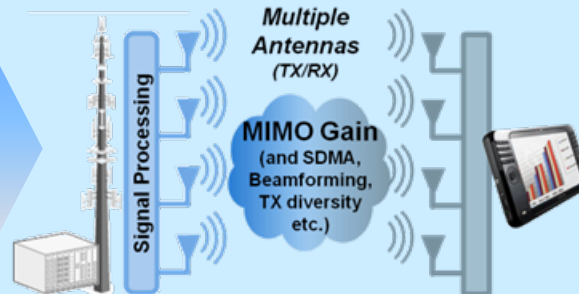 Multiple
Antennas
(TX/RX)
Signal Processing
MIMO Gain
(and SDMA,
Beamforming,
TX diversity
etc.)